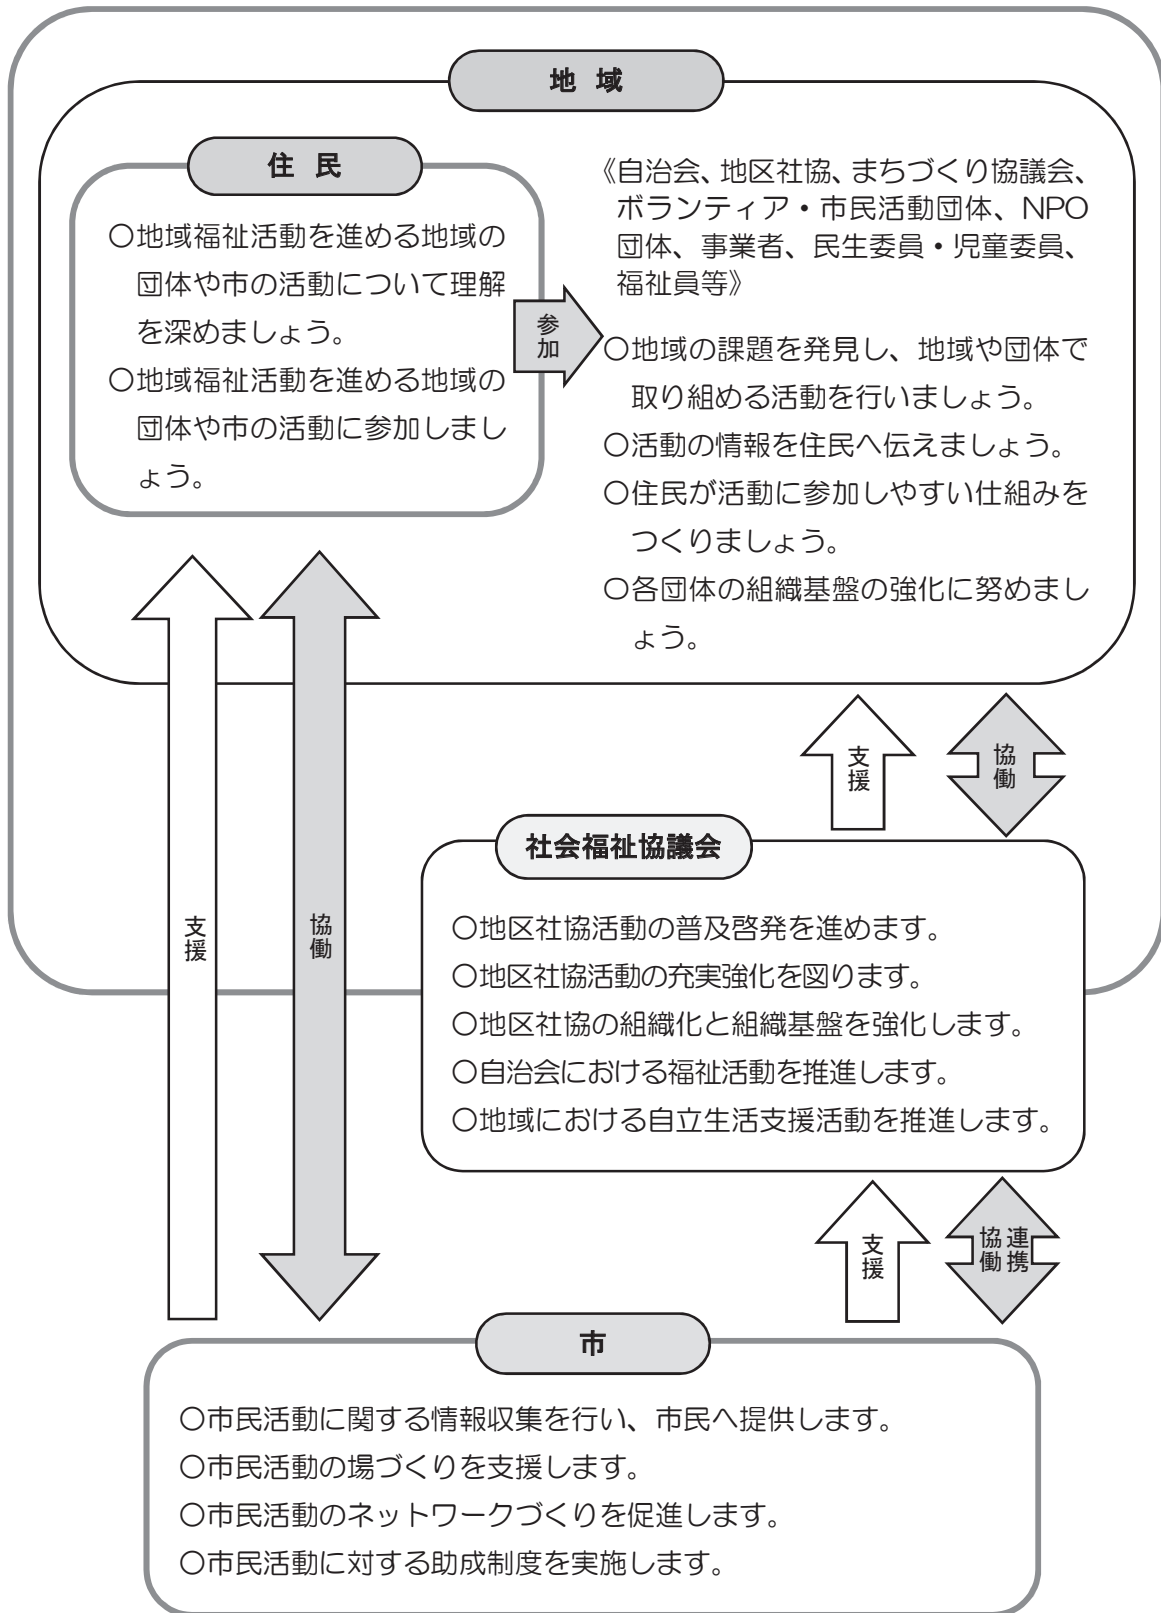 地 域
住 民
〇地域福祉活動を進める地域の
団体や市の活動について理解
を深めましょう。
〇地域福祉活動を進める地域の
団体や市の活動に参加しまし
ょう。
参加
《自治会、地区社協、まちづくり協議会、
ボランティア・市民活動団体、NPO
団体、事業者、民生委員・児童委員、
福祉員等》
〇地域の課題を発見し、地域や団体で
取り組める活動を行いましょう。
〇活動の情報を住民へ伝えましょう。
〇住民が活動に参加しやすい仕組みを
つくりましょう。
〇各団体の組織基盤の強化に努めまし
ょう。
支援
協働
支援
協働
社会福祉協議会
〇地区社協活動の普及啓発を進めます。
〇地区社協活動の充実強化を図ります。
〇地区社協の組織化と組織基盤を強化します。
〇自治会における福祉活動を推進します。
〇地域における自立生活支援活動を推進します。
支援
連携
協働
市
〇市民活動に関する情報収集を行い、市民へ提供します。
〇市民活動の場づくりを支援します。
〇市民活動のネットワークづくりを促進します。
〇市民活動に対する助成制度を実施します。